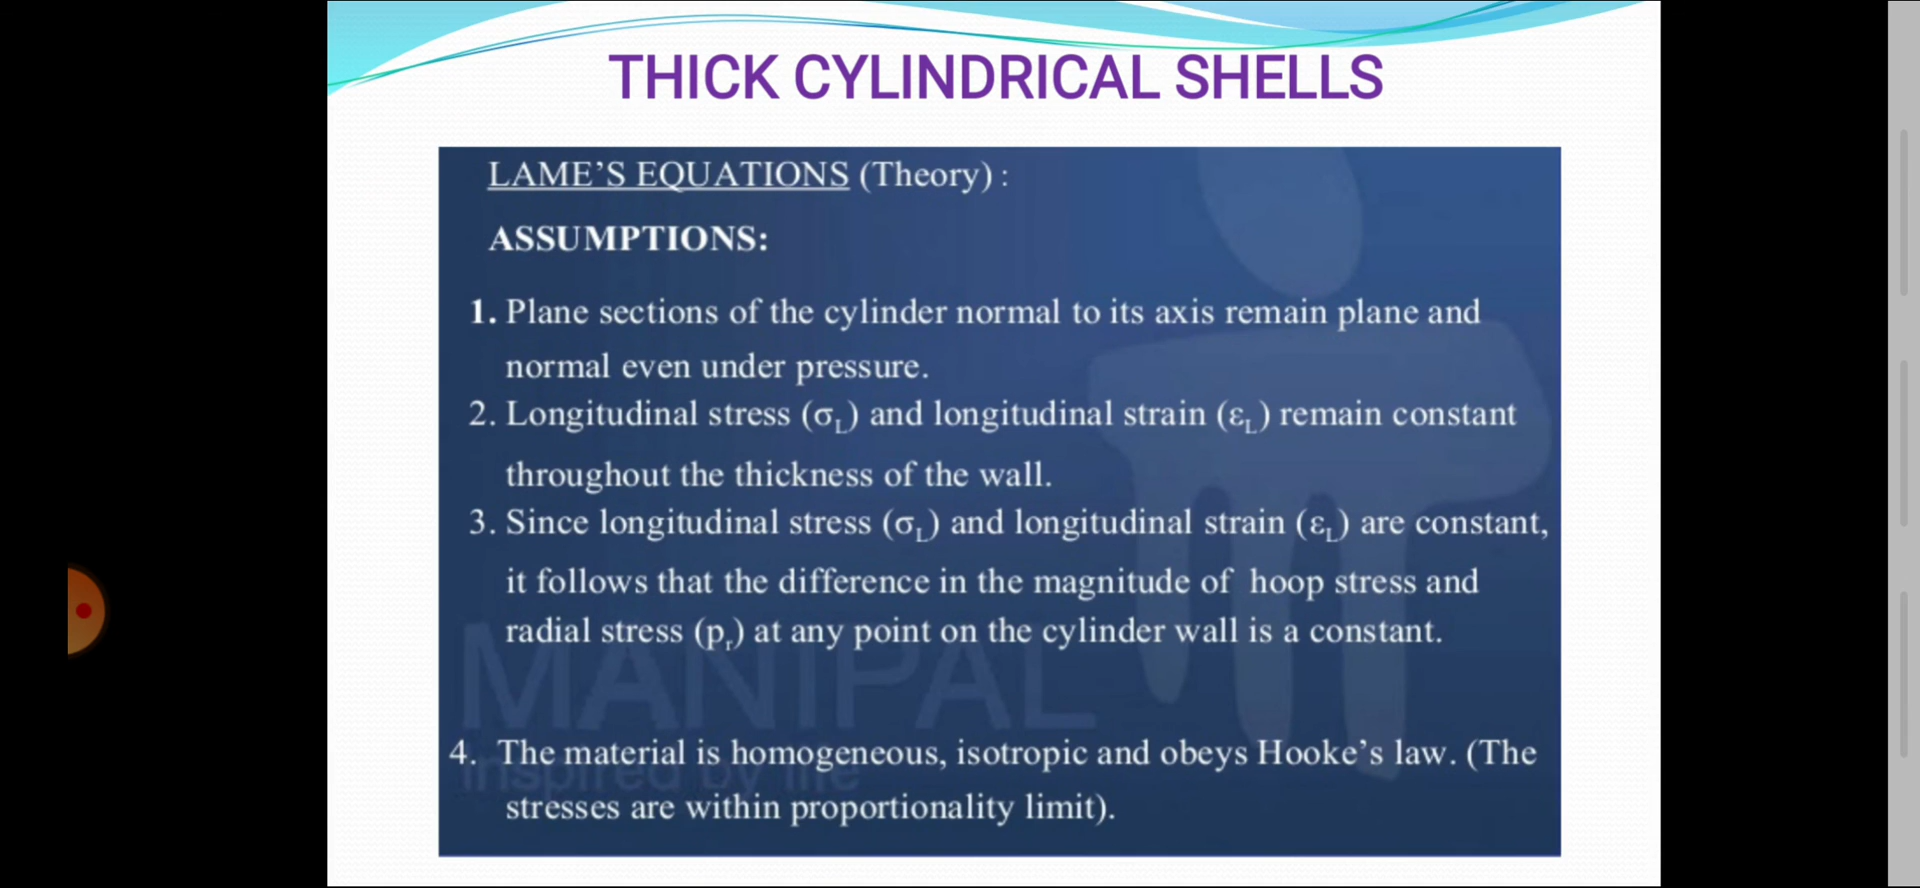 THICK CYLINDRICAL SHELLS
LAME’S EQUATIONS (Theory) :
ASSUMPTIONS:
1. Plane sections of the cylinder normal to its axis remain plane and
normal even under pressure.
2. Longitudinal stress (σL) and longitudinal strain (εL) remain constant
throughout the thickness of the wall.
3. Since longitudinal stress (σL) and longitudinal strain (εL) are constant,
it follows that the difference in the magnitude of hoop stress and
radial stress (pr) at any point on the cylinder wall is a constant.
MANIPAL
inspired by life
4. The material is homogeneous, isotropic and obeys Hooke’s law. (The
stresses are within proportionality limit).